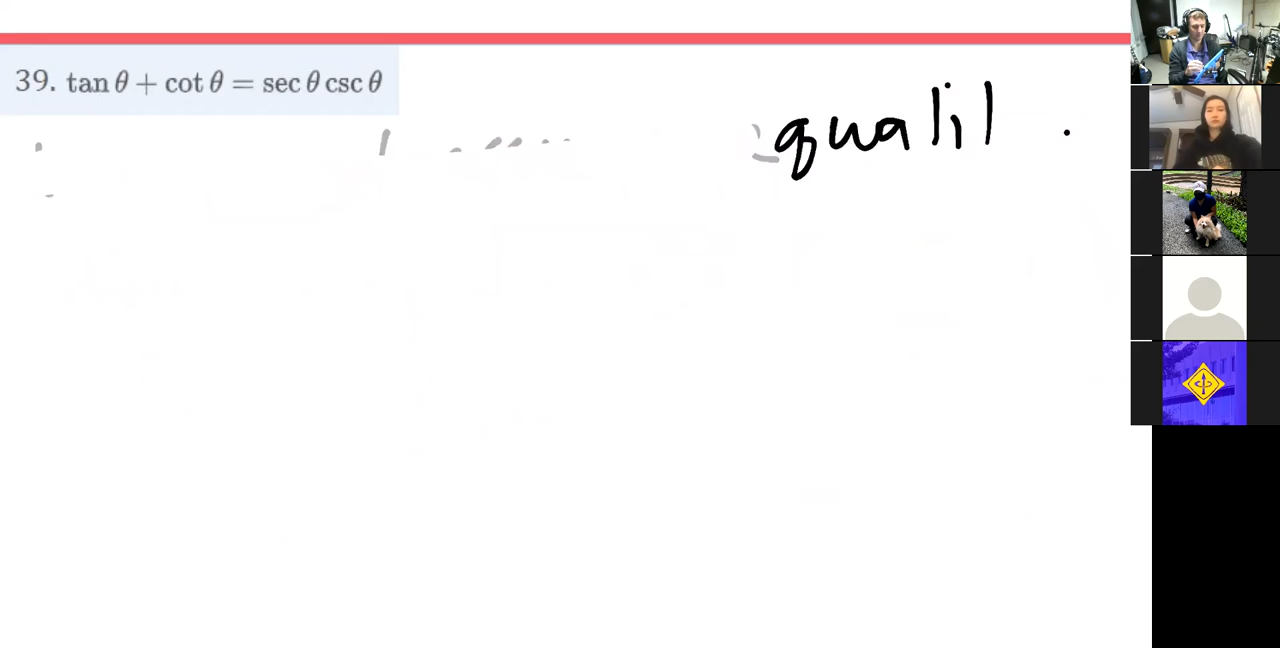 39. tan θ + cot θ = sec θ csc θ
qualil